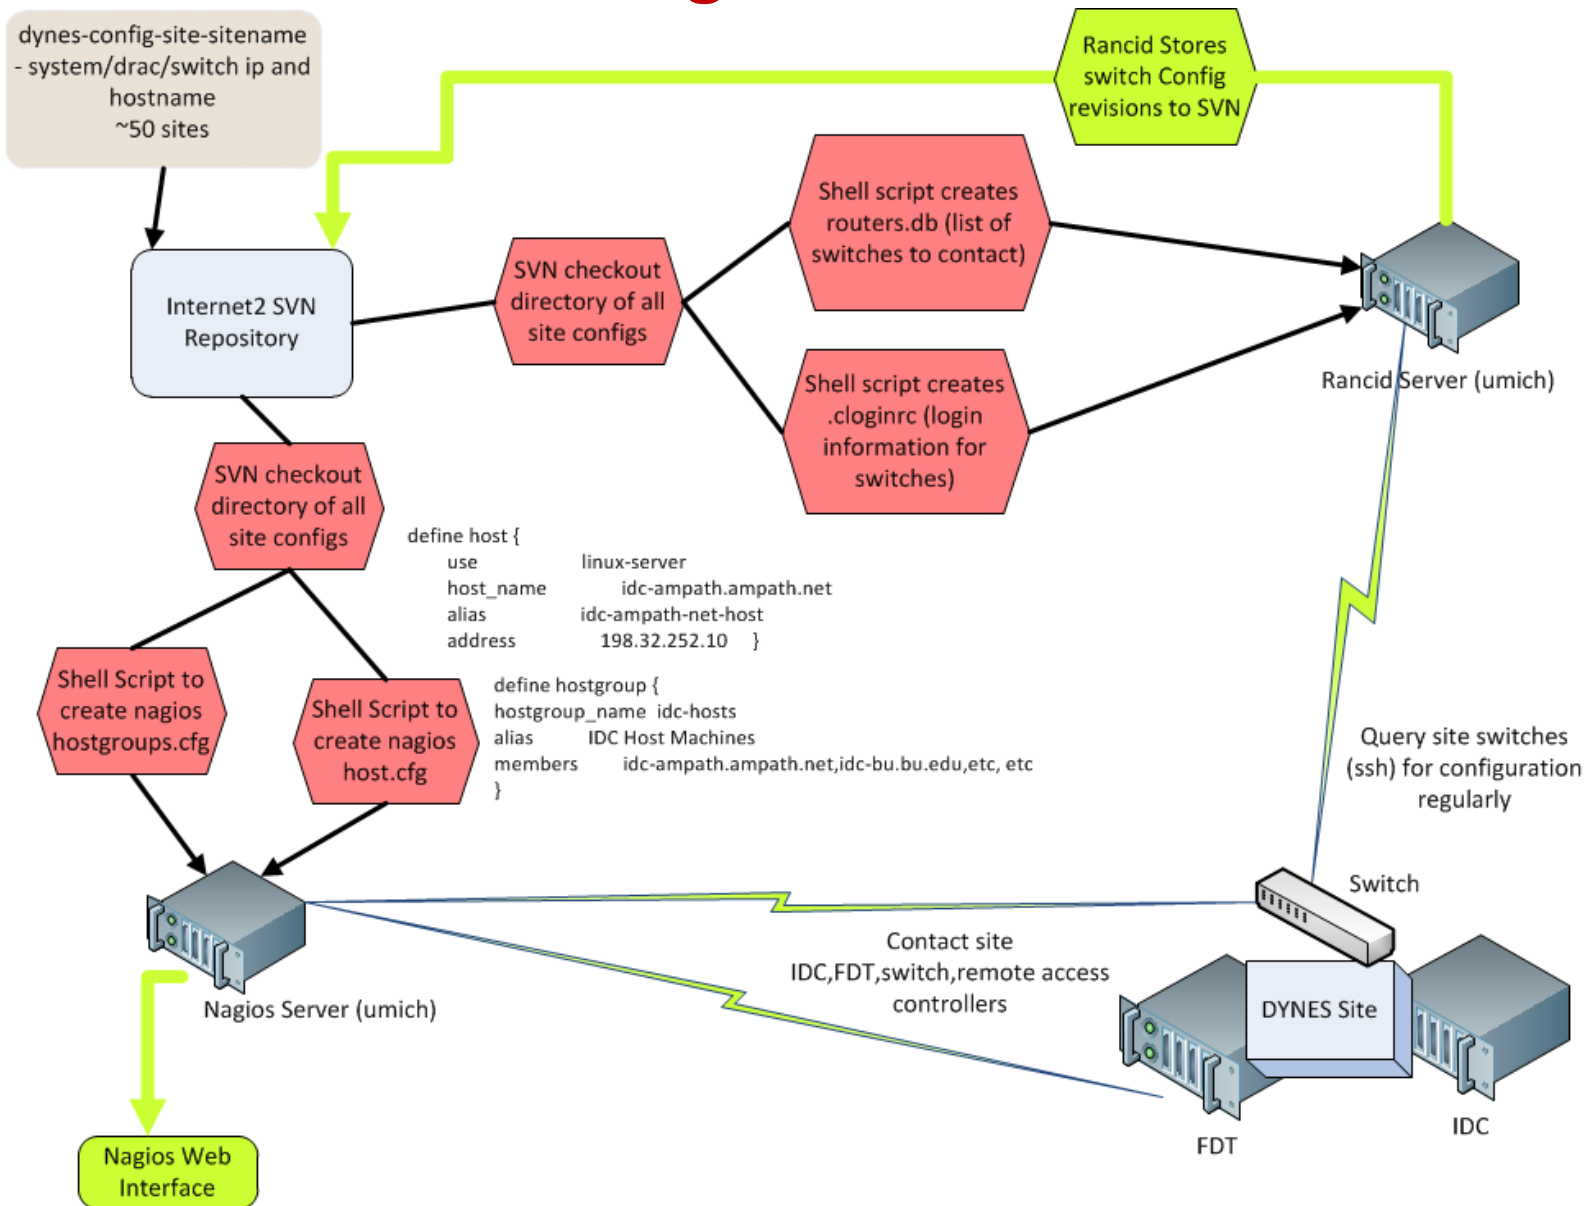 dynes-config-site-sitename
- system/drac/switch ip and
hostname
~50 sites
Rancid Stores
switch Config
revisions to SVN
Shell script creates
routers.db (list of
switches to contact)
SVN checkout
directory of all
site configs
Internet2 SVN
Repository
Rancid Server (umich)
Shell script creates
.cloginrc (login
information for
switches)
SVN checkout
directory of all
site configs
define host {
use linux-server
host_name idc-ampath.ampath.net
alias idc-ampath-net-host
address 198.32.252.10 }
Shell Script to
create nagios
hostgroups.cfg
Shell Script to
create nagios
host.cfg
define hostgroup {
hostgroup_name idc-hosts
alias IDC Host Machines
members idc-ampath.ampath.net,idc-bu.bu.edu,etc, etc
}
Query site switches
(ssh) for configuration
regularly
Switch
Contact site
IDC,FDT,switch,remote access
controllers
Nagios Server (umich)
DYNES Site
FDT
IDC
Nagios Web
Interface